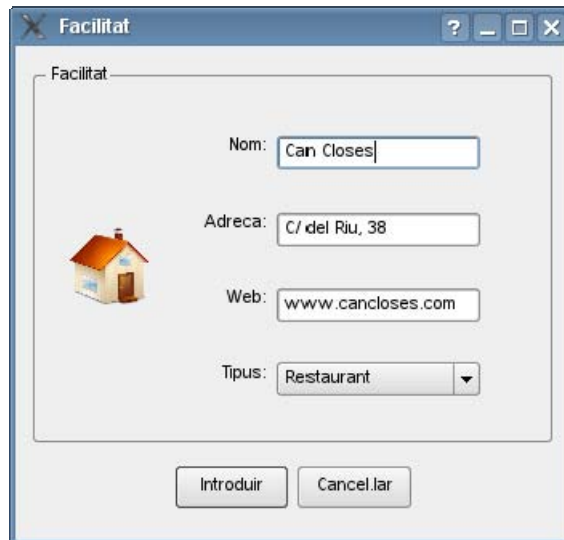 Facilitat
Facilitat
Nom: Can Closes
Adreca: C/ del Riu, 38
Web: www.cancloses.com
Tipus: Restaurant
Introduir Cancel.lar